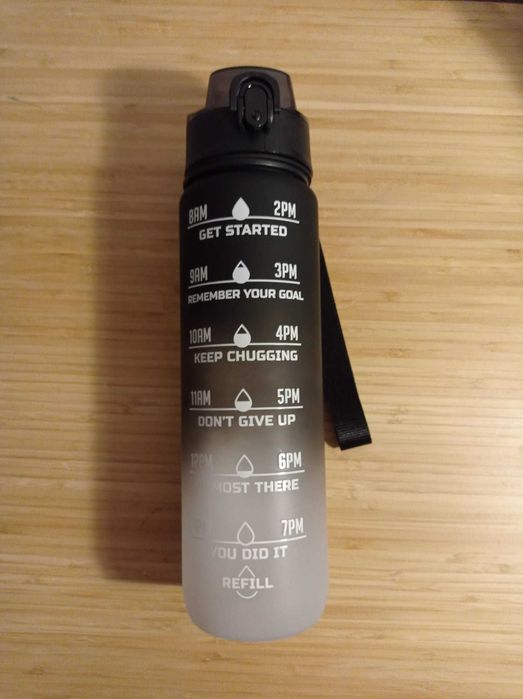 8AM 2PM
GET STARTED
9AM 3PM
REMEMBER YOUR GOAL
10AM 4PM
KEEP CHUGGING
11AM 5PM
DON'T GIVE UP
12PM 6PM
ALMOST THERE
7PM
YOU DID IT
REFILL